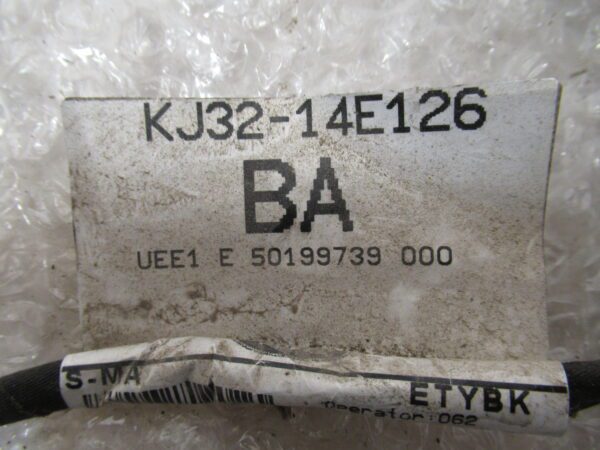 KJ32-14E126
BA
UEE1 E 50199739 000
S-MA
ETYBK
Operator:062